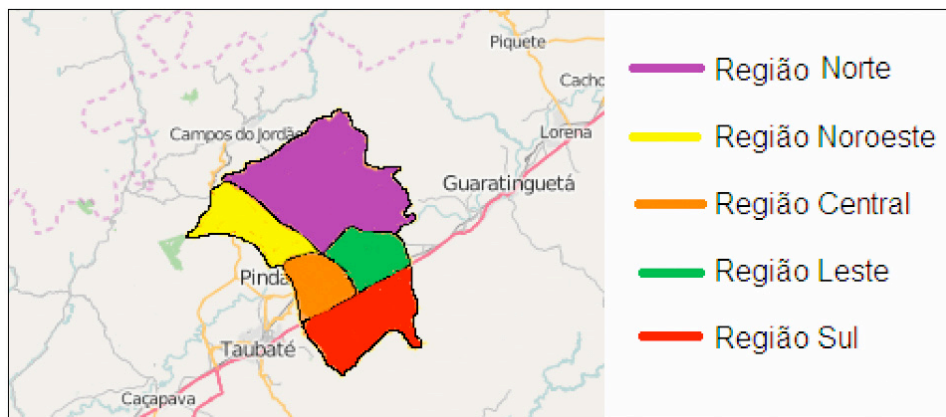 Piquete
Cacho
Campos do Jordão
Lorena
Guaratinguetá
Pinda
Taubaté
Caçapava
Região Norte
Região Noroeste
Região Central
Região Leste
Região Sul